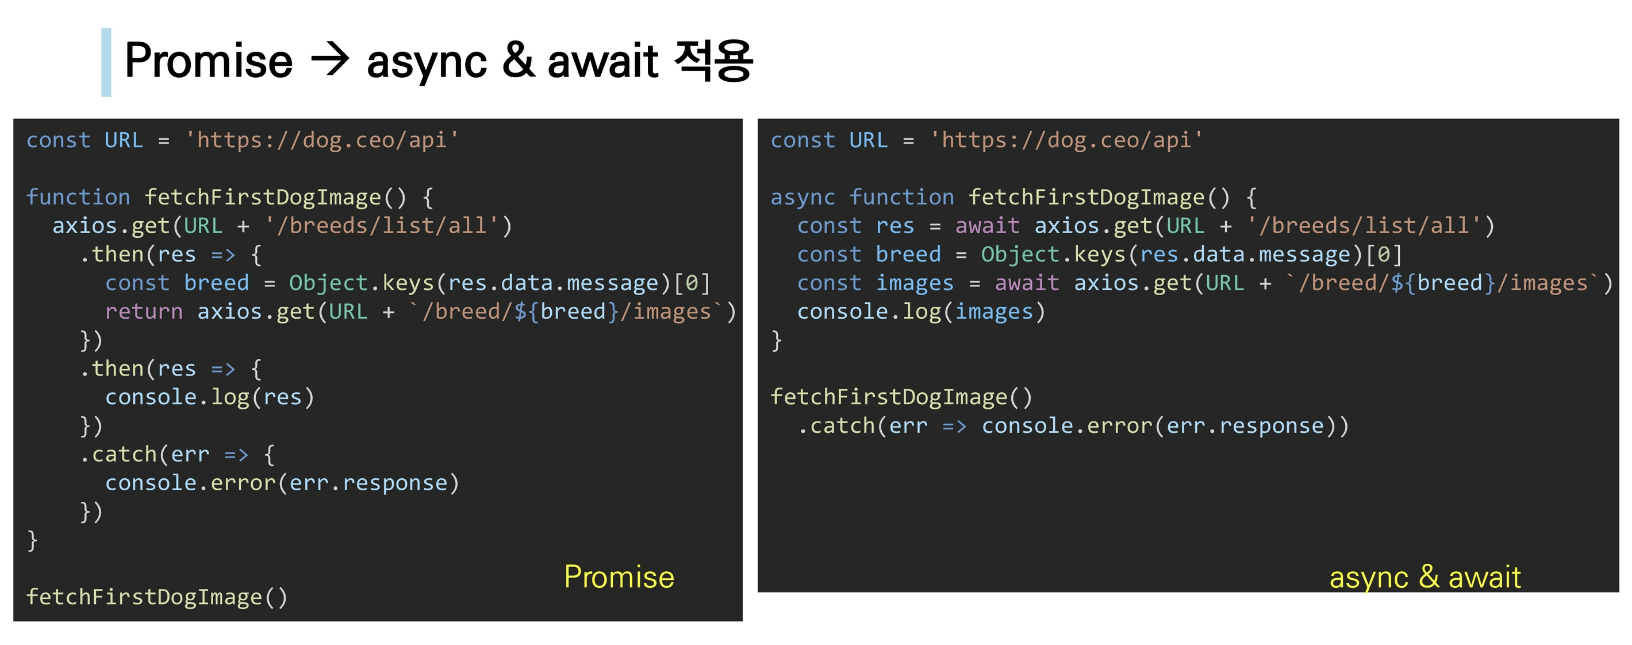 Promise → async & await 적용
const URL = 'https://dog.ceo/api'
function fetchFirstDogImage() {
axios.get(URL + '/breeds/list/all')
.then(res => {
const breed = Object.keys(res.data.message)[0]
return axios.get(URL + `/breed/${breed}/images`)
})
.then(res => {
console.log(res)
})
.catch(err => {
console.error(err.response)
})
}
fetchFirstDogImage()
Promise
const URL = 'https://dog.ceo/api'
async function fetchFirstDogImage() {
const res = await axios.get(URL + '/breeds/list/all')
const breed = Object.keys(res.data.message)[0]
const images = await axios.get(URL + `/breed/${breed}/images`)
console.log(images)
}
fetchFirstDogImage()
.catch(err => console.error(err.response))
async & await